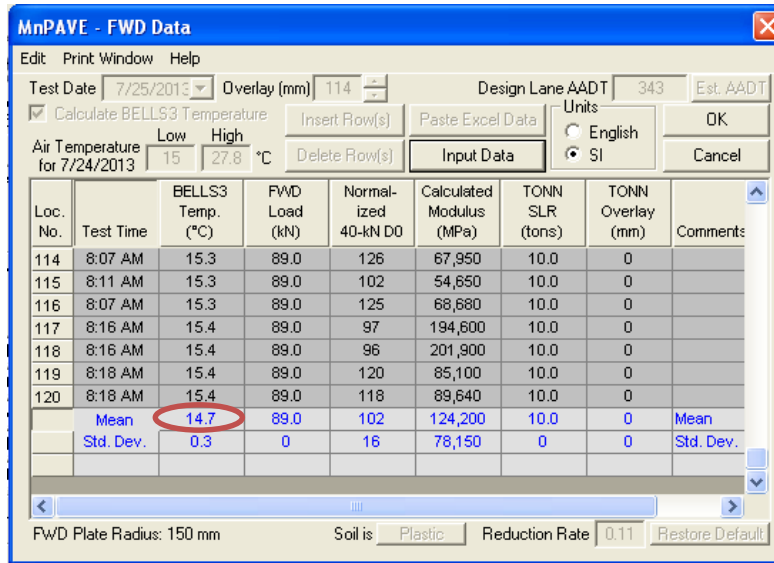 MnPAVE - FWD Data
Edit Print Window Help
Test Date 7/25/2013 Overlay (mm) 114 Design Lane AADT 343 Est. AADT
Calculate BELLS3 Temperature Insert Row(s) Paste Excel Data Units English OK
Air Temperature for 7/24/2013 Low 15 High 27.8 °C Delete Row(s) Input Data SI Cancel
Loc. No. Test Time BELLS3 Temp. (°C) FWD Load (kN) Normal-ized 40-kN D0 Calculated Modulus (MPa) TONN SLR (tons) TONN Overlay (mm) Comments
114 8:07 AM 15.3 89.0 126 67,950 10.0 0
115 8:11 AM 15.3 89.0 102 54,650 10.0 0
116 8:07 AM 15.3 89.0 125 68,680 10.0 0
117 8:16 AM 15.4 89.0 97 194,600 10.0 0
118 8:16 AM 15.4 89.0 96 201,900 10.0 0
119 8:18 AM 15.4 89.0 120 85,100 10.0 0
120 8:18 AM 15.4 89.0 118 89,640 10.0 0
Mean 14.7 89.0 102 124,200 10.0 0 Mean
Std. Dev. 0.3 0 16 78,150 0 0 Std. Dev.
FWD Plate Radius: 150 mm Soil is Plastic Reduction Rate 0.11 Restore Default